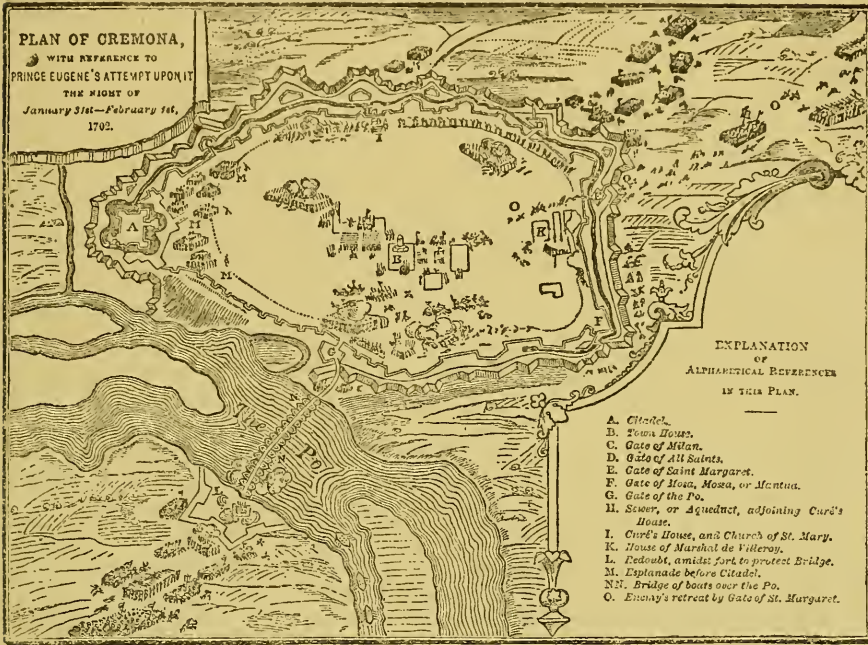 PLAN OF CREMONA,
WITH REFERENCE TO
PRINCE EUGENE'S ATTEMPT UPON IT
THE NIGHT OF
January 31st—February 1st,
1702.
I
D
M
O
O
A
M
K
B
M
F
G
The
Po
N
N
L
EXPLANATION
OF
ALPHABETICAL REFERENCES
IN THIS PLAN.
A. Citadel.
B. Town House.
C. Gate of Milan.
D. Gate of All Saints.
E. Gate of Saint Margaret.
F. Gate of Mosa, Mossa, or Mantua.
G. Gate of the Po.
H. Sewer, or Aqueduct, adjoining Curé's
House.
I. Curé's House, and Church of St. Mary.
K. House of Marshal de Villeroy.
L. Redoubt, amidst fort to protect Bridge.
M. Esplanade before Citadel.
NN. Bridge of boats over the Po.
O. Enemy's retreat by Gate of St. Margaret.